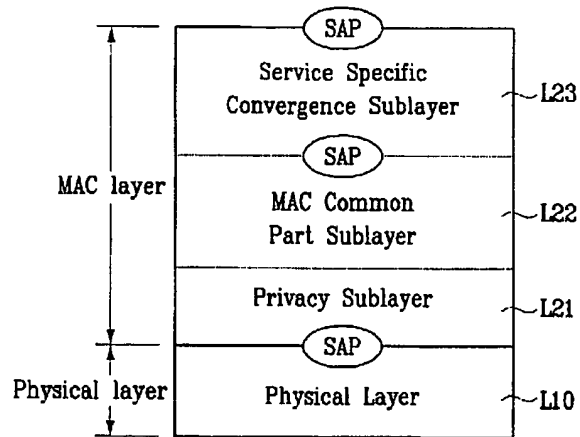 SAP
Service Specific
Convergence Sublayer
L23
SAP
MAC layer
MAC Common
Part Sublayer
L22
Privacy Sublayer
L21
SAP
Physical layer
Physical Layer
L10